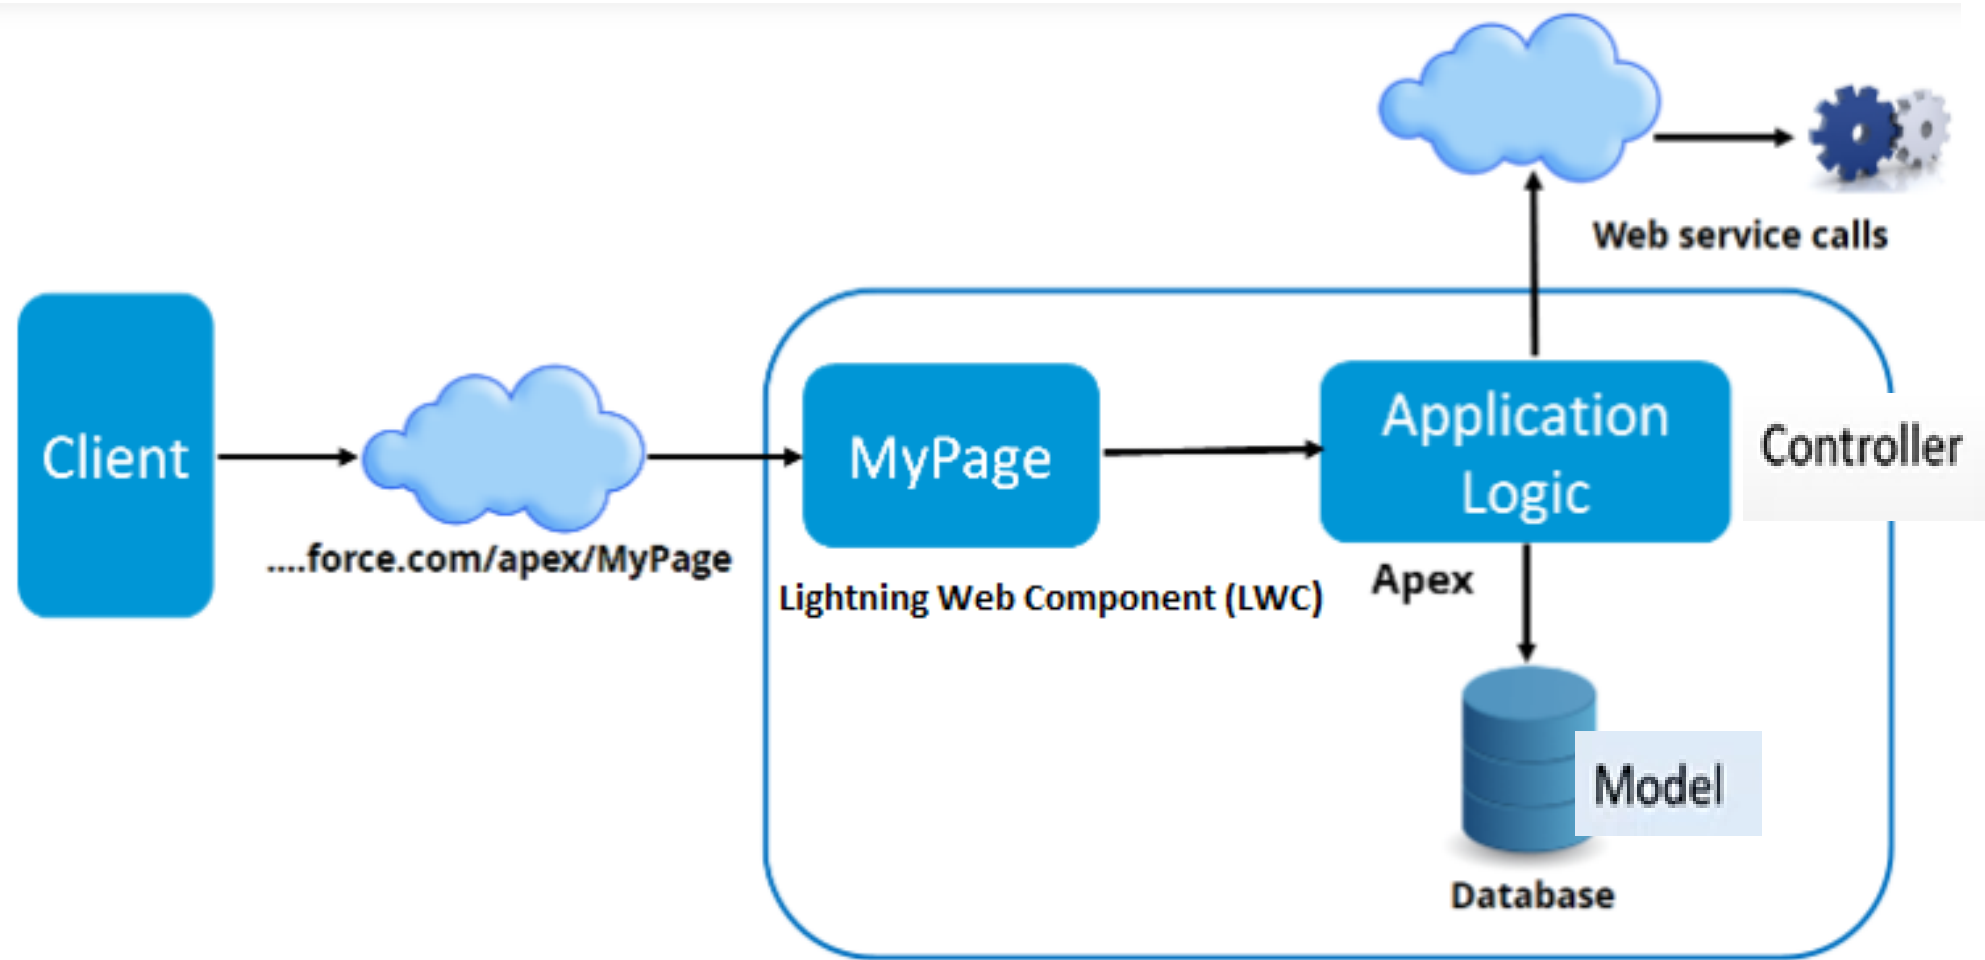 Web service calls
Client
....force.com/apex/MyPage
MyPage
Lightning Web Component (LWC)
Application
Logic
Controller
Apex
Model
Database